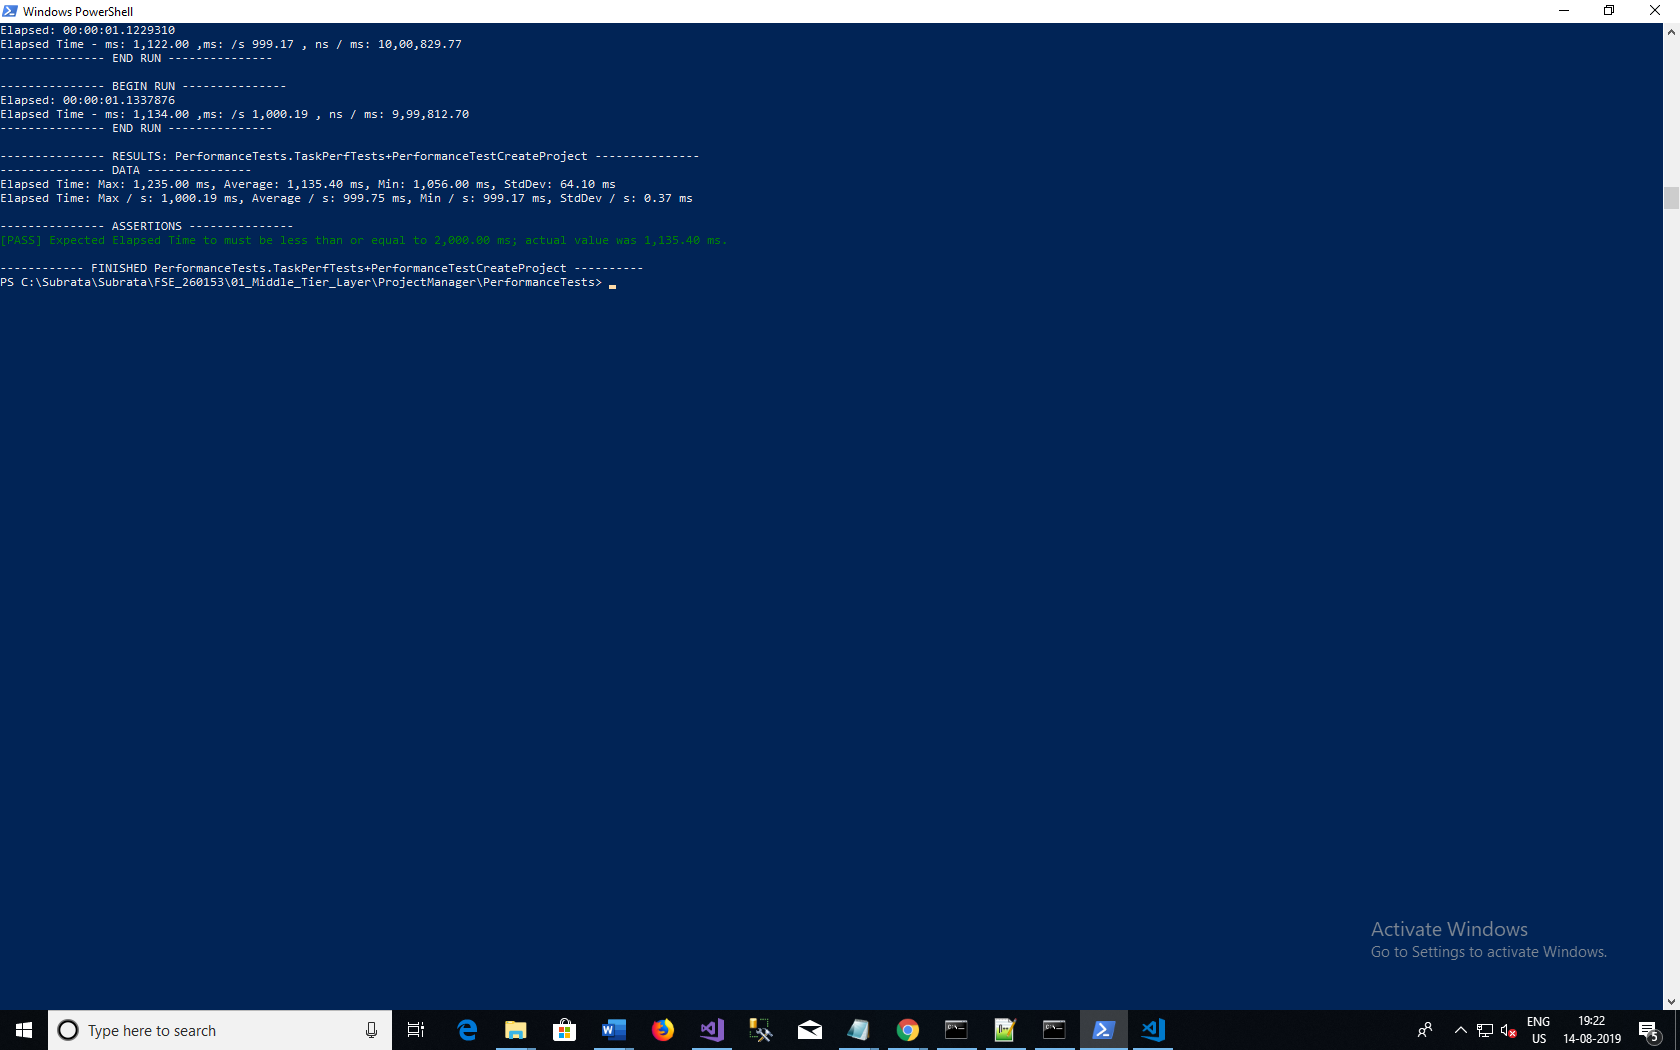 Windows PowerShell
Elapsed: 00:00:01.1229310
Elapsed Time - ms: 1,122.00 ,ms: /s 999.17 , ns / ms: 10,00,829.77
--------------- END RUN ---------------
--------------- BEGIN RUN ---------------
Elapsed: 00:00:01.1337876
Elapsed Time - ms: 1,134.00 ,ms: /s 1,000.19 , ns / ms: 9,99,812.70
--------------- END RUN ---------------
--------------- RESULTS: PerformanceTests.TaskPerfTests+PerformanceTestCreateProject ---------------
--------------- DATA ---------------
Elapsed Time: Max: 1,235.00 ms, Average: 1,135.40 ms, Min: 1,056.00 ms, StdDev: 64.10 ms
Elapsed Time: Max / s: 1,000.19 ms, Average / s: 999.75 ms, Min / s: 999.17 ms, StdDev / s: 0.37 ms
--------------- ASSERTIONS ---------------
[PASS] Expected Elapsed Time to must be less than or equal to 2,000.00 ms; actual value was 1,135.40 ms.
------------ FINISHED PerformanceTests.TaskPerfTests+PerformanceTestCreateProject ----------
PS C:\Subrata\Subrata\FSE_260153\01_Middle_Tier_Layer\ProjectManager\PerformanceTests>
Activate Windows
Go to Settings to activate Windows.
Type here to search
ENG
US
19:22
14-08-2019
5